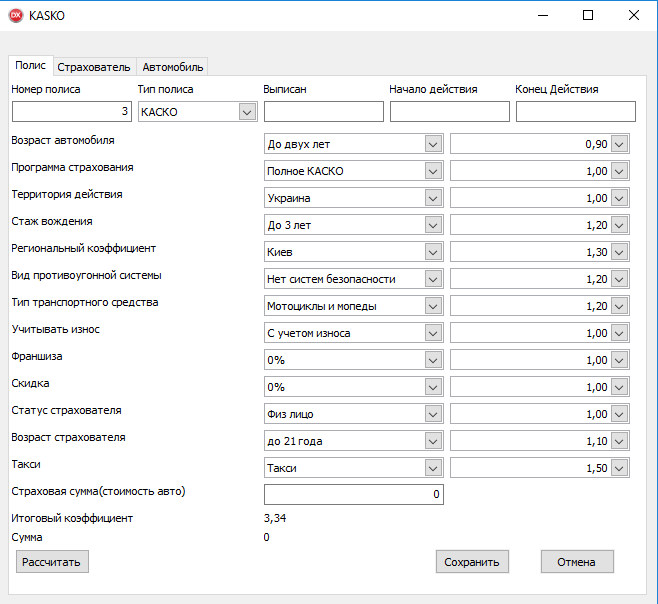 DX KASKO
Полис Страхователь Автомобиль
Номер полиса Тип полиса Выписан Начало действия Конец Действия
3 КАСКО
Возраст автомобиля До двух лет 0,90
Программа страхования Полное КАСКО 1,00
Территория действия Украина 1,00
Стаж вождения До 3 лет 1,20
Региональный коэффициент Киев 1,30
Вид противоугонной системы Нет систем безопасности 1,20
Тип транспортного средства Мотоциклы и мопеды 1,20
Учитывать износ С учетом износа 1,00
Франшиза 0% 1,00
Скидка 0% 1,00
Статус страхователя Физ лицо 1,00
Возраст страхователя до 21 года 1,10
Такси Такси 1,50
Страховая сумма(стоимость авто) 0
Итоговый коэффициент 3,34
Сумма 0
Рассчитать Сохранить Отмена